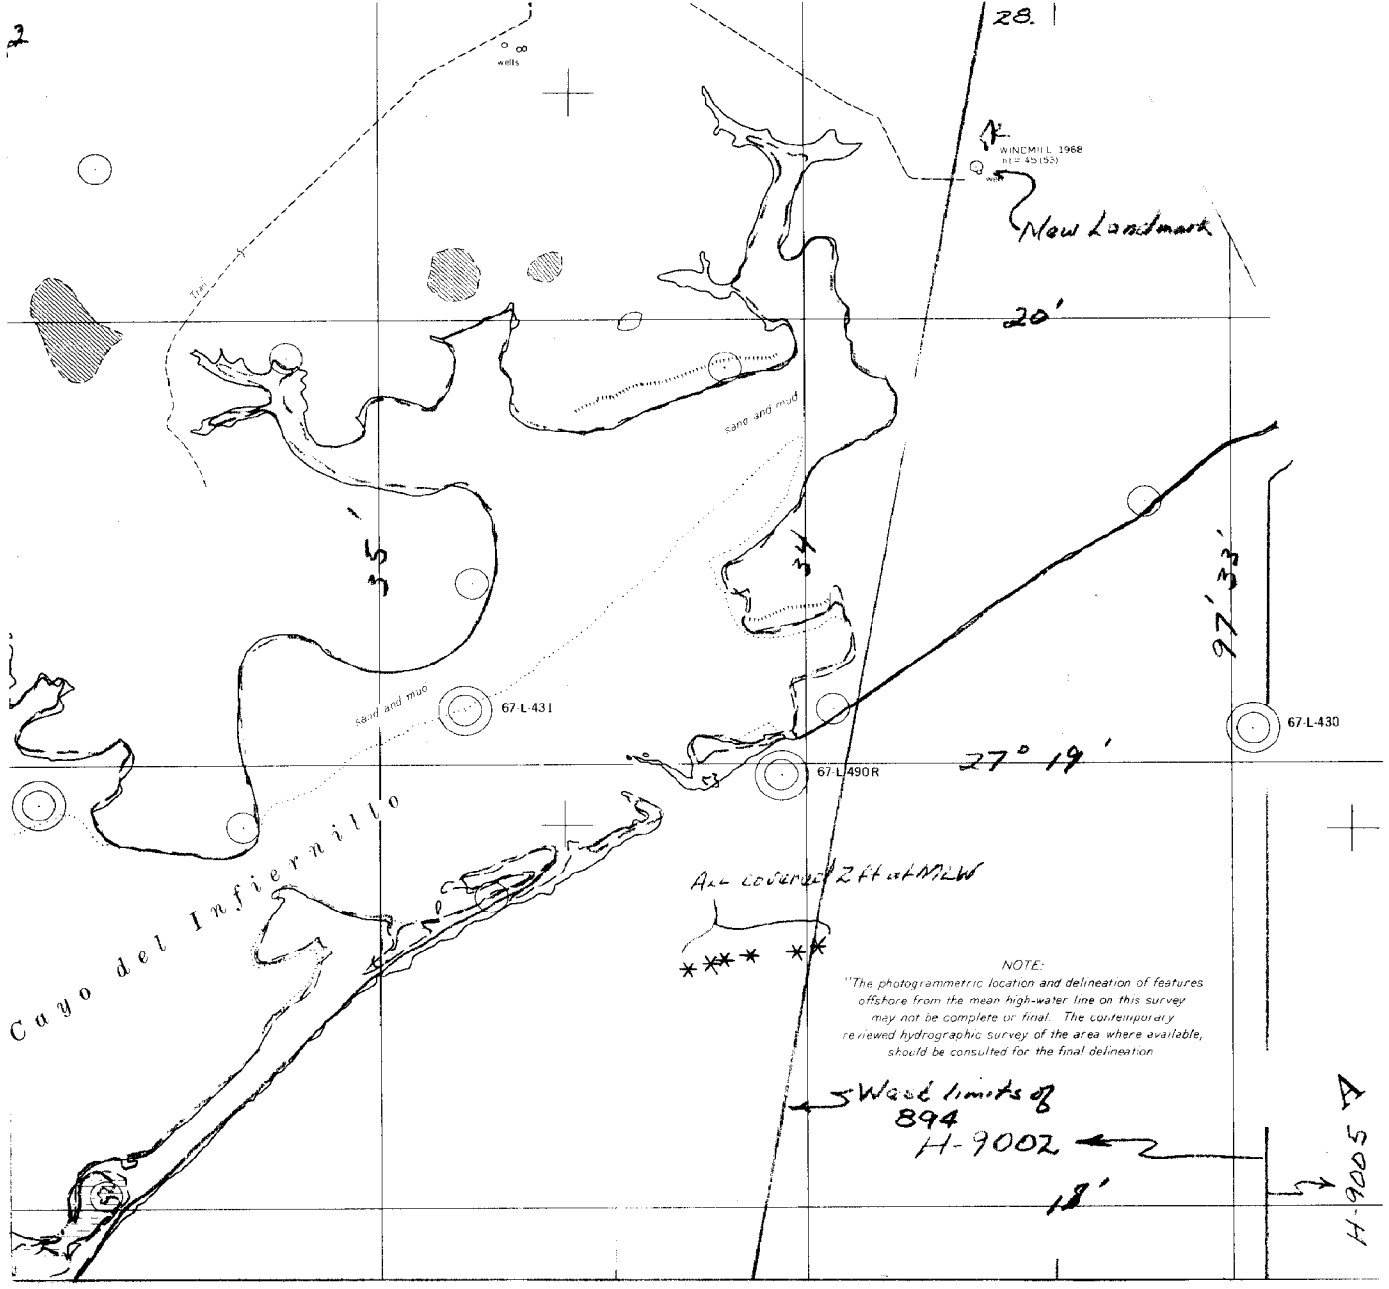 28.
wells
WINDMILL 1968
ht = 45 (53)
well
New Landmark
Trail
20'
sand and mud
35'
34'
97° 33'
sand and mud
67-L-431
67-L-430
67-L-490R
27° 19'
Cayo del Infiernillo
All covered 2 ft at MLW
NOTE:
"The photogrammetric location and delineation of features
offshore from the mean high-water line on this survey
may not be complete or final. The contemporary
reviewed hydrographic survey of the area where available,
should be consulted for the final delineation
West limits of
894
H-9002
H-9005
18'